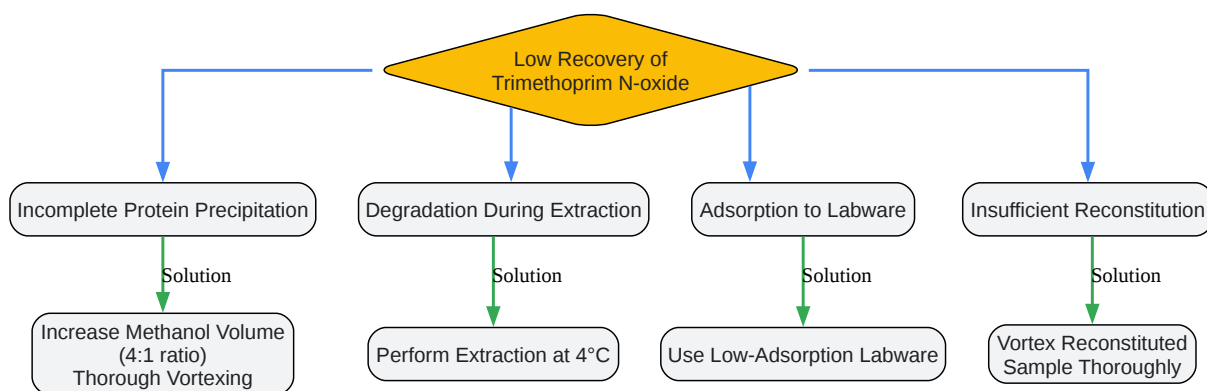 Low Recovery of
Trimethoprim N-oxide
Incomplete Protein Precipitation
Degradation During Extraction
Adsorption to Labware
Insufficient Reconstitution
Solution
Solution
Solution
Solution
Increase Methanol Volume
(4:1 ratio)
Thorough Vortexing
Perform Extraction at 4°C
Use Low-Adsorption Labware
Vortex Reconstituted
Sample Thoroughly